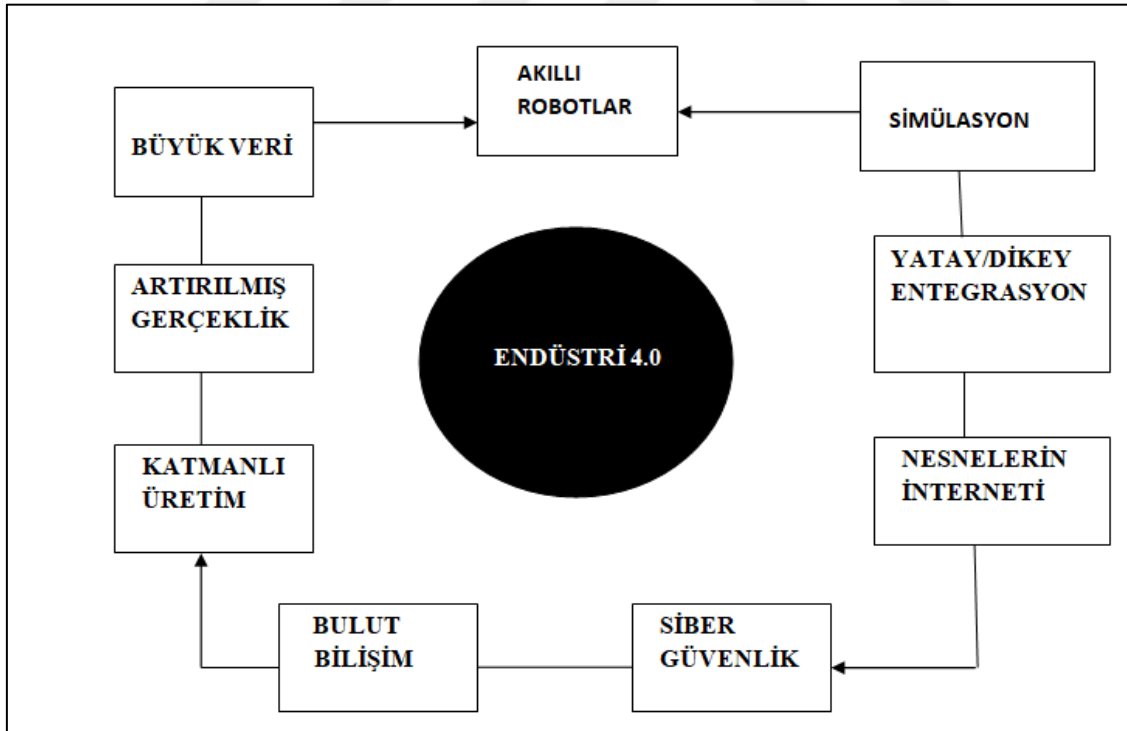 AKILLI
ROBOTLAR
SİMÜLASYON
BÜYÜK VERİ
YATAY/DİKEY
ENTEGRASYON
ARTIRILMIŞ
GERÇEKLİK
ENDÜSTRİ 4.0
KATMANLI
ÜRETİM
NESNELERİN
İNTERNETİ
BULUT
BİLİŞİM
SİBER
GÜVENLİK